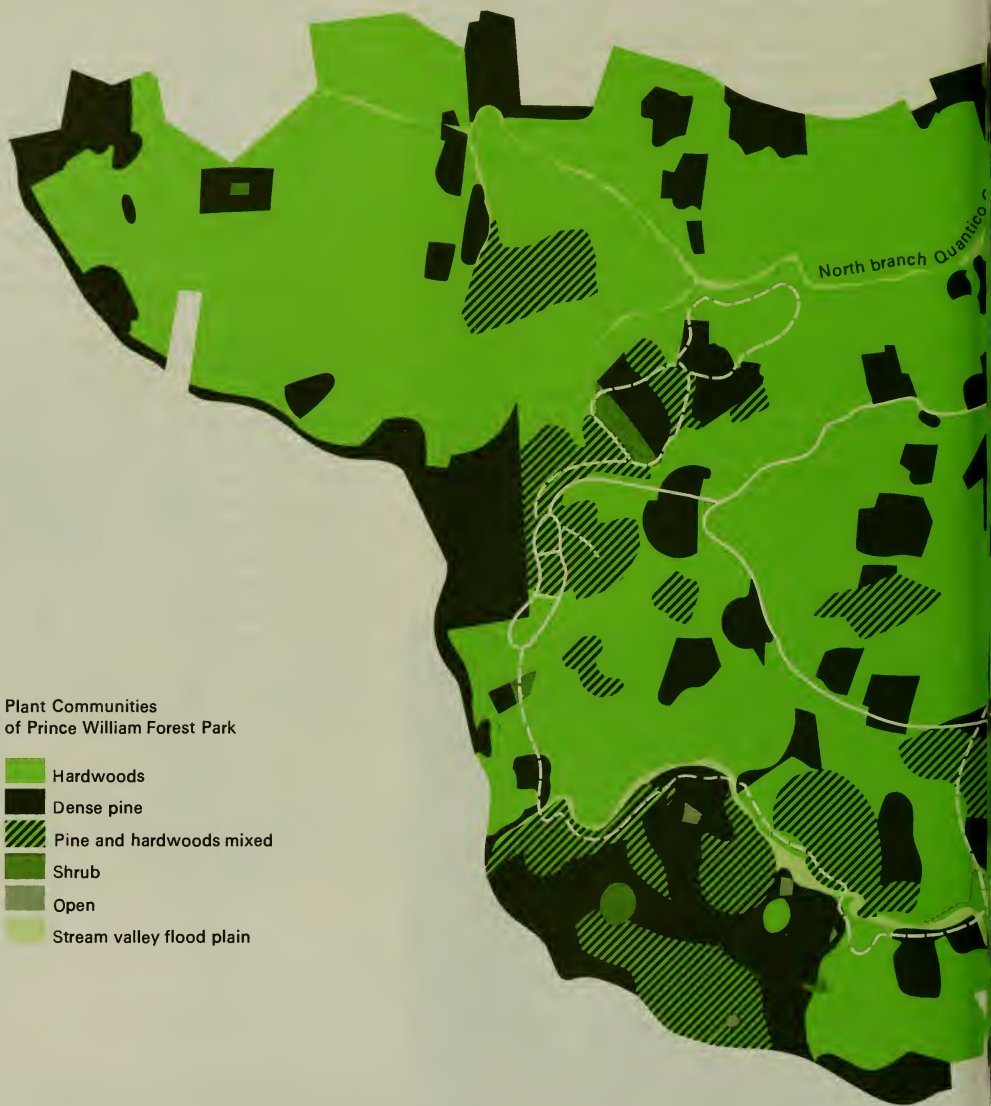 North branch Quantico
Plant Communities
of Prince William Forest Park
Hardwoods
Dense pine
Pine and hardwoods mixed
Shrub
Open
Stream valley flood plain